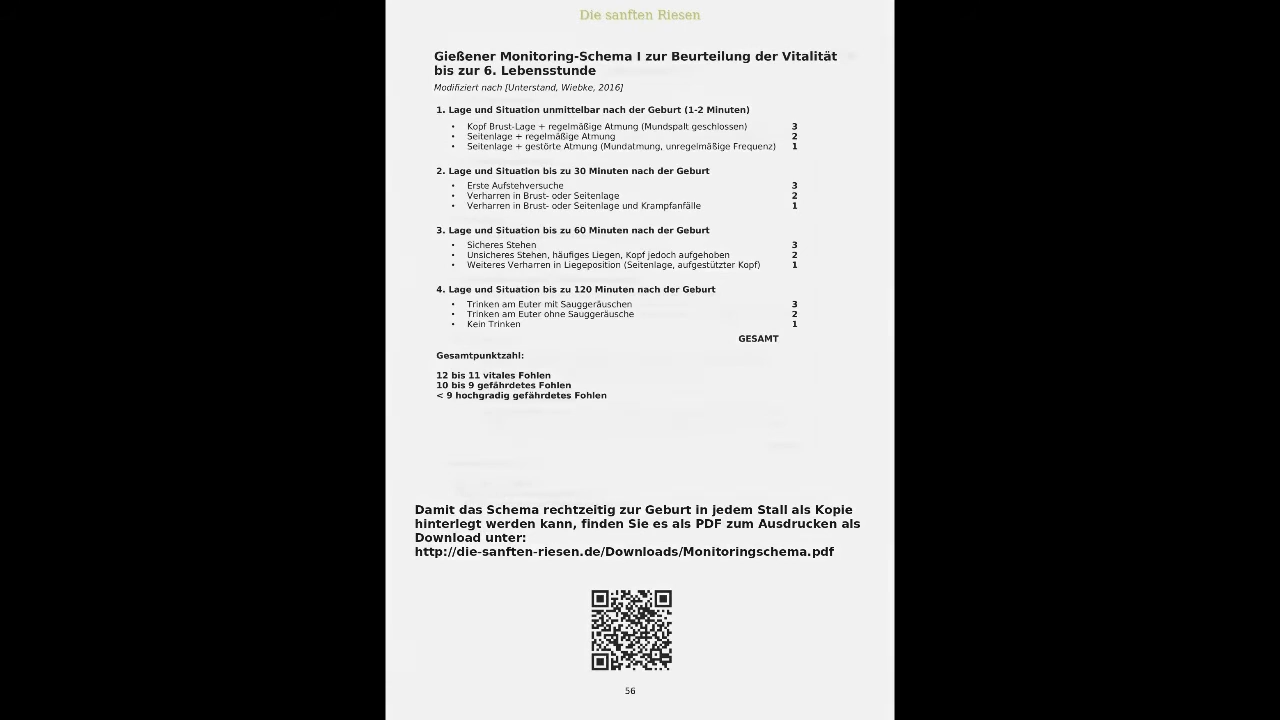 Die sanften Riesen
Gießener Monitoring-Schema I zur Beurteilung der Vitalität
bis zur 6. Lebensstunde
Modifiziert nach [Unterstand, Wiebke, 2016]
1. Lage und Situation unmittelbar nach der Geburt (1-2 Minuten)
• Kopf Brust-Lage + regelmäßige Atmung (Mundspalt geschlossen) 3
• Seitenlage + regelmäßige Atmung 2
• Seitenlage + gestörte Atmung (Mundatmung, unregelmäßige Frequenz) 1
2. Lage und Situation bis zu 30 Minuten nach der Geburt
• Erste Aufstehversuche 3
• Verharren in Brust- oder Seitenlage 2
• Verharren in Brust- oder Seitenlage und Krampfanfälle 1
3. Lage und Situation bis zu 60 Minuten nach der Geburt
• Sicheres Stehen 3
• Unsicheres Stehen, häufiges Liegen, Kopf jedoch aufgehoben 2
• Weiteres Verharren in Liegeposition (Seitenlage, aufgestützter Kopf) 1
4. Lage und Situation bis zu 120 Minuten nach der Geburt
• Trinken am Euter mit Sauggeräuschen 3
• Trinken am Euter ohne Sauggeräusche 2
• Kein Trinken 1
GESAMT
Gesamtpunktzahl:
12 bis 11 vitales Fohlen
10 bis 9 gefährdetes Fohlen
< 9 hochgradig gefährdetes Fohlen
Damit das Schema rechtzeitig zur Geburt in jedem Stall als Kopie
hinterlegt werden kann, finden Sie es als PDF zum Ausdrucken als
Download unter:
http://die-sanften-riesen.de/Downloads/Monitoringschema.pdf
56